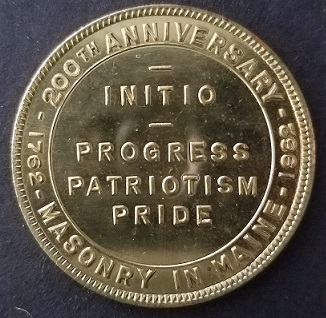 200TH ANNIVERSARY
- 1762 -
- 1962 -
MASONRY IN MAINE
—
INITIO
—
PROGRESS
PATRIOTISM
PRIDE